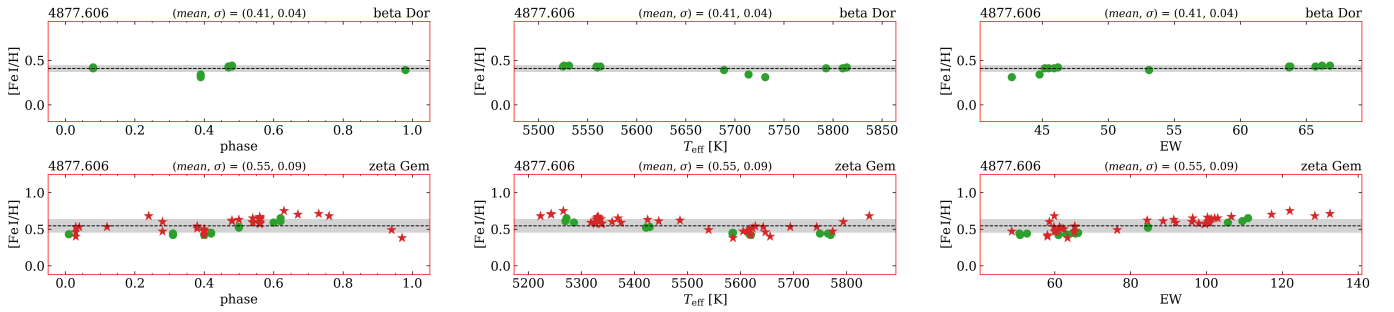 4877.606 (mean, σ) = (0.41, 0.04) beta Dor
4877.606 (mean, σ) = (0.41, 0.04) beta Dor
4877.606 (mean, σ) = (0.41, 0.04) beta Dor
[Fe I/H]
0.5
0.0
0.0 0.2 0.4 0.6 0.8 1.0
phase
[Fe I/H]
0.5
0.0
5500 5550 5600 5650 5700 5750 5800 5850
Teff [K]
[Fe I/H]
0.5
0.0
45 50 55 60 65
EW
4877.606 (mean, σ) = (0.55, 0.09) zeta Gem
4877.606 (mean, σ) = (0.55, 0.09) zeta Gem
4877.606 (mean, σ) = (0.55, 0.09) zeta Gem
[Fe I/H]
1.0
0.5
0.0
0.0 0.2 0.4 0.6 0.8 1.0
phase
[Fe I/H]
1.0
0.5
0.0
5200 5300 5400 5500 5600 5700 5800
Teff [K]
[Fe I/H]
1.0
0.5
0.0
60 80 100 120 140
EW